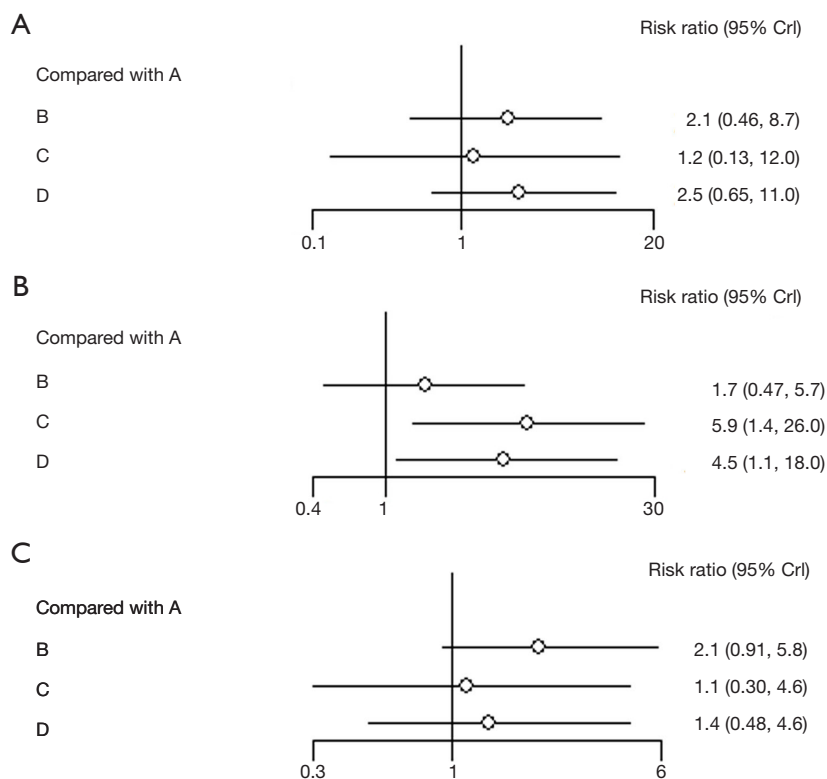 A
Risk ratio (95% Crl)
Compared with A
B 2.1 (0.46, 8.7)
C 1.2 (0.13, 12.0)
D 2.5 (0.65, 11.0)
0.1 1 20
B
Risk ratio (95% Crl)
Compared with A
B 1.7 (0.47, 5.7)
C 5.9 (1.4, 26.0)
D 4.5 (1.1, 18.0)
0.4 1 30
C
Risk ratio (95% Crl)
Compared with A
B 2.1 (0.91, 5.8)
C 1.1 (0.30, 4.6)
D 1.4 (0.48, 4.6)
0.3 1 6